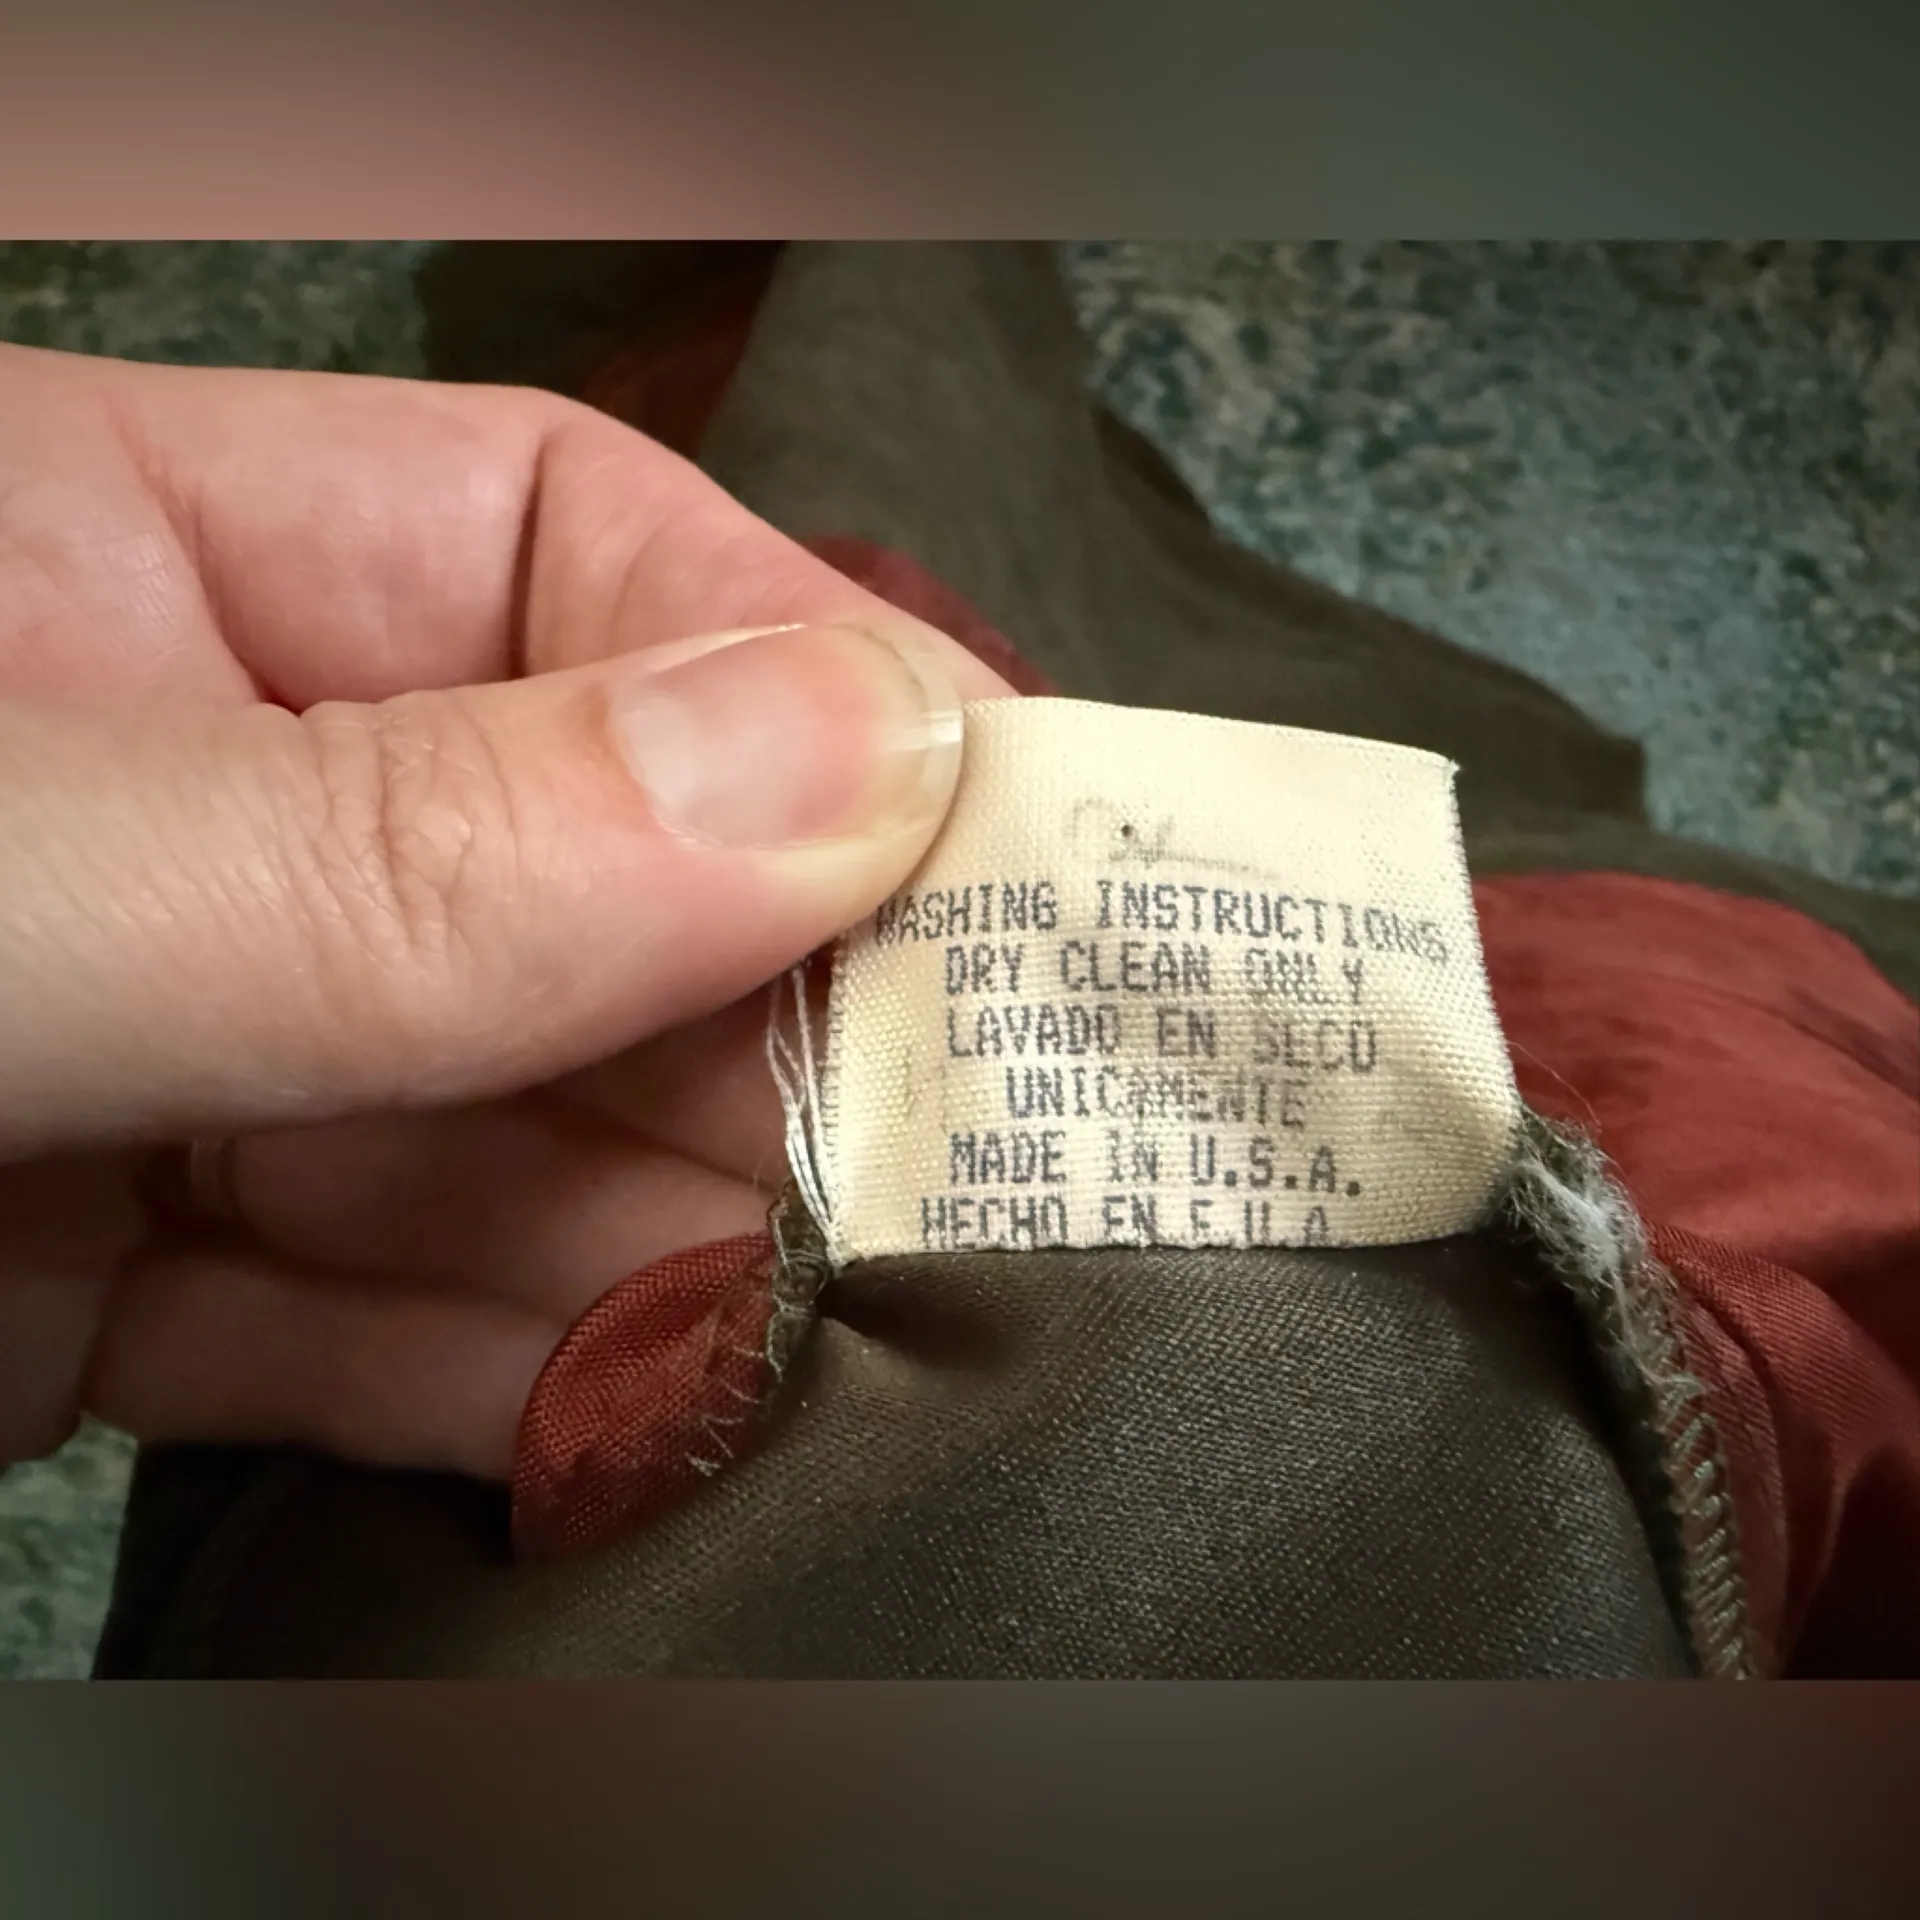 WASHING INSTRUCTIONS
DRY CLEAN ONLY
LAVADO EN SECO
UNICAMENTE
MADE IN U.S.A.
HECHO EN E.U.A.